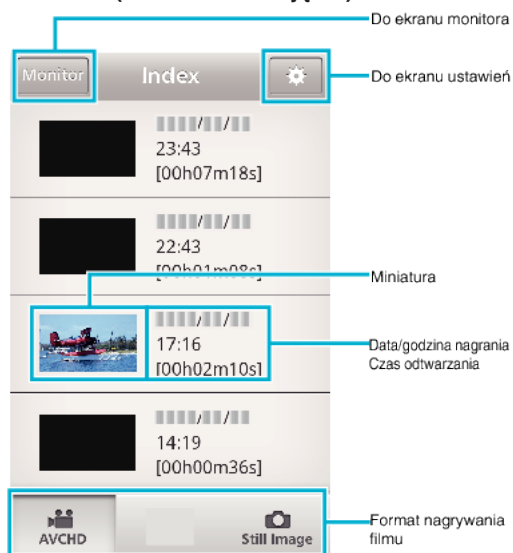 Do ekranu monitora
Monitor
Index
Do ekranu ustawień
23:43
[00h07m18s]
22:43
[00h01m08s]
Miniatura
17:16
[00h02m10s]
Data/godzina nagrania
Czas odtwarzania
14:19
[00h00m36s]
AVCHD
Still Image
Format nagrywania
filmu